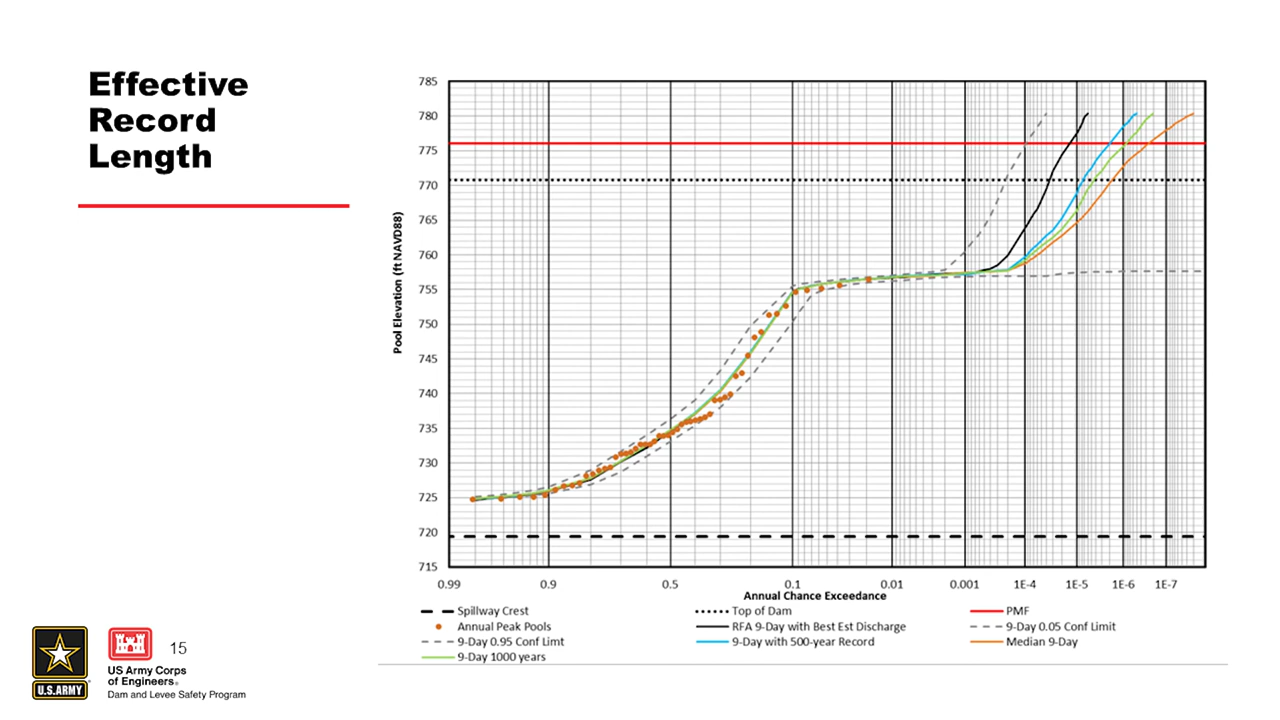 Effective
Record
Length
Pool Elevation (ft NAVD88)
785
780
775
770
765
760
755
750
745
740
735
730
725
720
715
0.99 0.9 0.5 0.1 0.01 0.001 1E-4 1E-5 1E-6 1E-7
Annual Chance Exceedance
Spillway Crest Top of Dam PMF
Annual Peak Pools RFA 9-Day with Best Est Discharge 9-Day 0.05 Conf Limit
9-Day 0.95 Conf Limt 9-Day with 500-year Record Median 9-Day
9-Day 1000 years
U.S.ARMY
US Army Corps
of Engineers®
Dam and Levee Safety Program
15